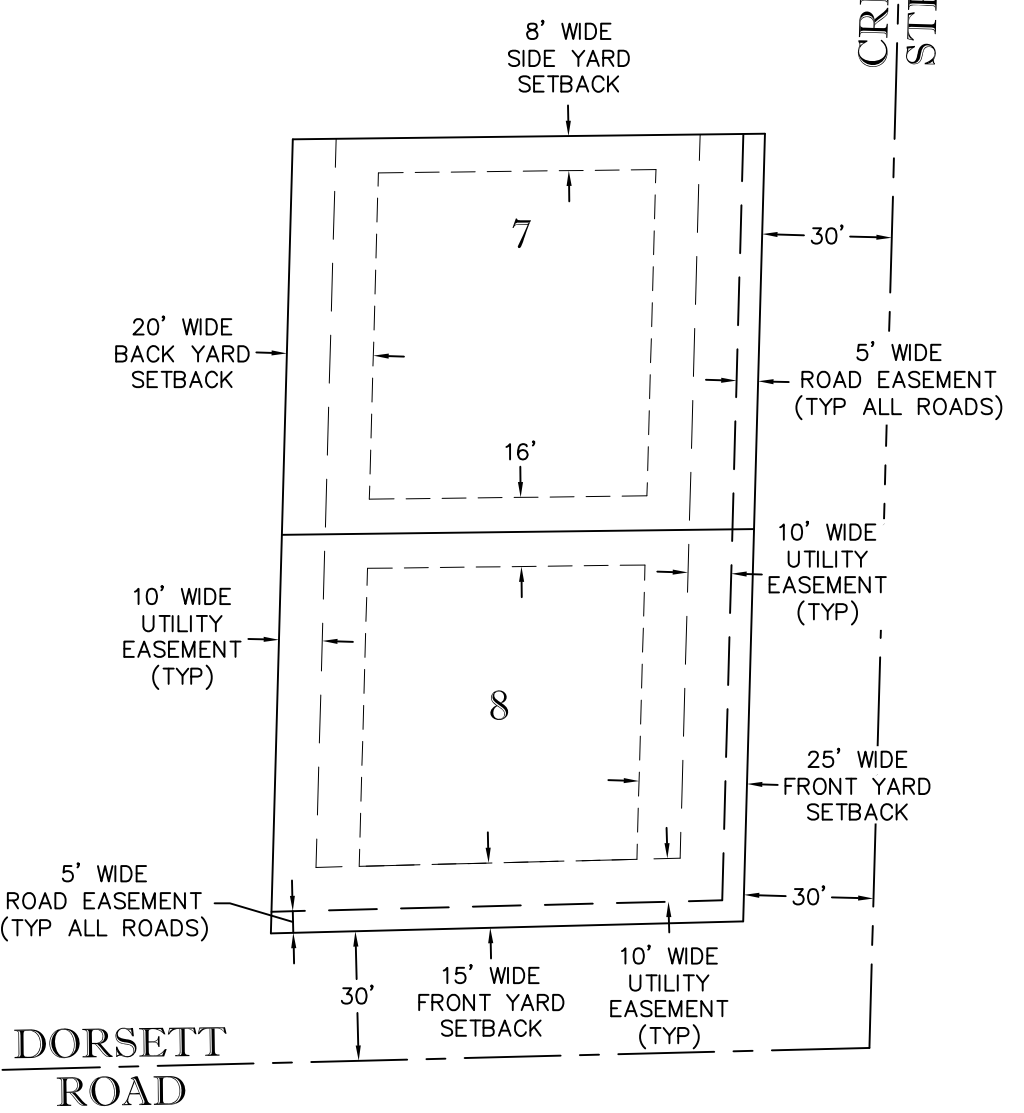 8' WIDE
SIDE YARD
SETBACK
7
30'
20' WIDE
BACK YARD
SETBACK
5' WIDE
ROAD EASEMENT
(TYP ALL ROADS)
16'
10' WIDE
UTILITY
EASEMENT
(TYP)
10' WIDE
UTILITY
EASEMENT
(TYP)
8
25' WIDE
FRONT YARD
SETBACK
5' WIDE
ROAD EASEMENT
(TYP ALL ROADS)
30'
30'
15' WIDE
FRONT YARD
SETBACK
10' WIDE
UTILITY
EASEMENT
(TYP)
DORSETT
ROAD